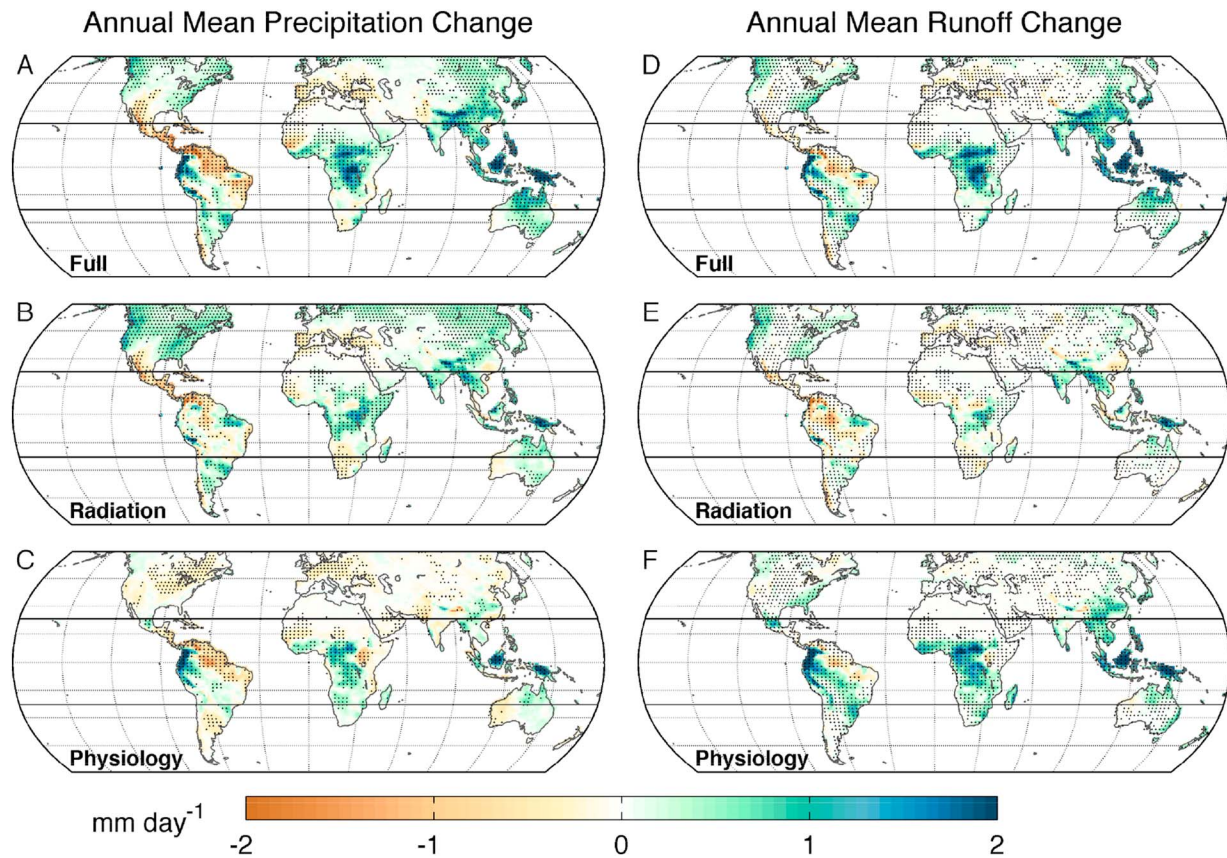 Annual Mean Precipitation Change
Annual Mean Runoff Change
A
Full
D
Full
B
Radiation
E
Radiation
C
Physiology
F
Physiology
mm day⁻¹
-2 -1 0 1 2